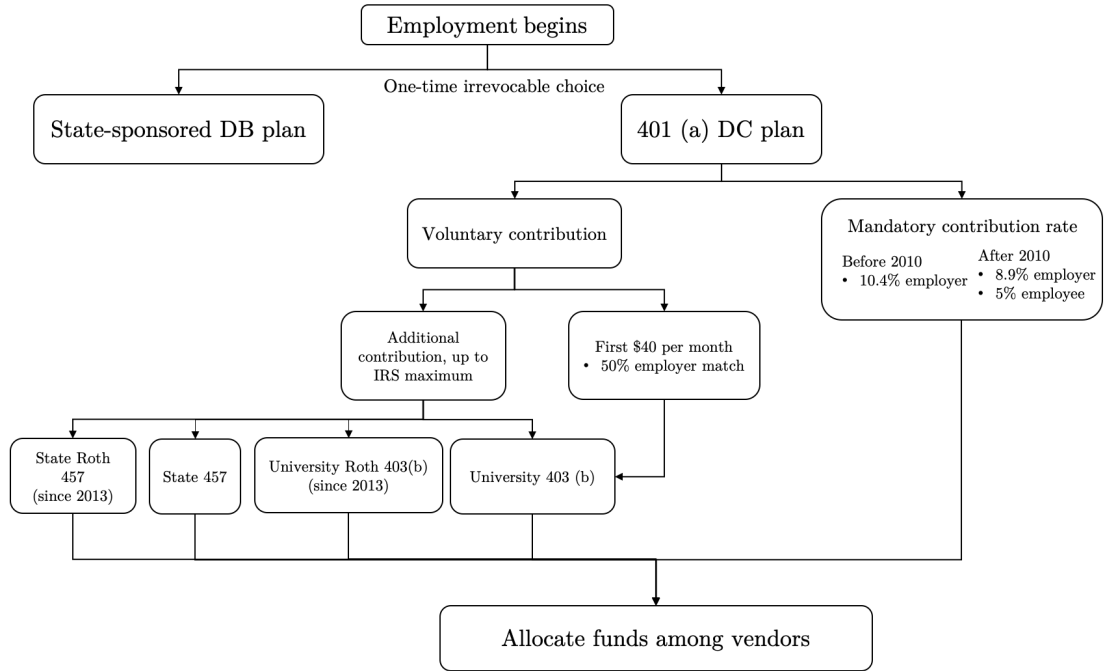 Employment begins
One-time irrevocable choice
State-sponsored DB plan
401 (a) DC plan
Voluntary contribution
Mandatory contribution rate
Before 2010
• 10.4% employer
After 2010
• 8.9% employer
• 5% employee
Additional
contribution, up to
IRS maximum
First $40 per month
• 50% employer match
State Roth
457
(since 2013)
State 457
University Roth 403(b)
(since 2013)
University 403 (b)
Allocate funds among vendors